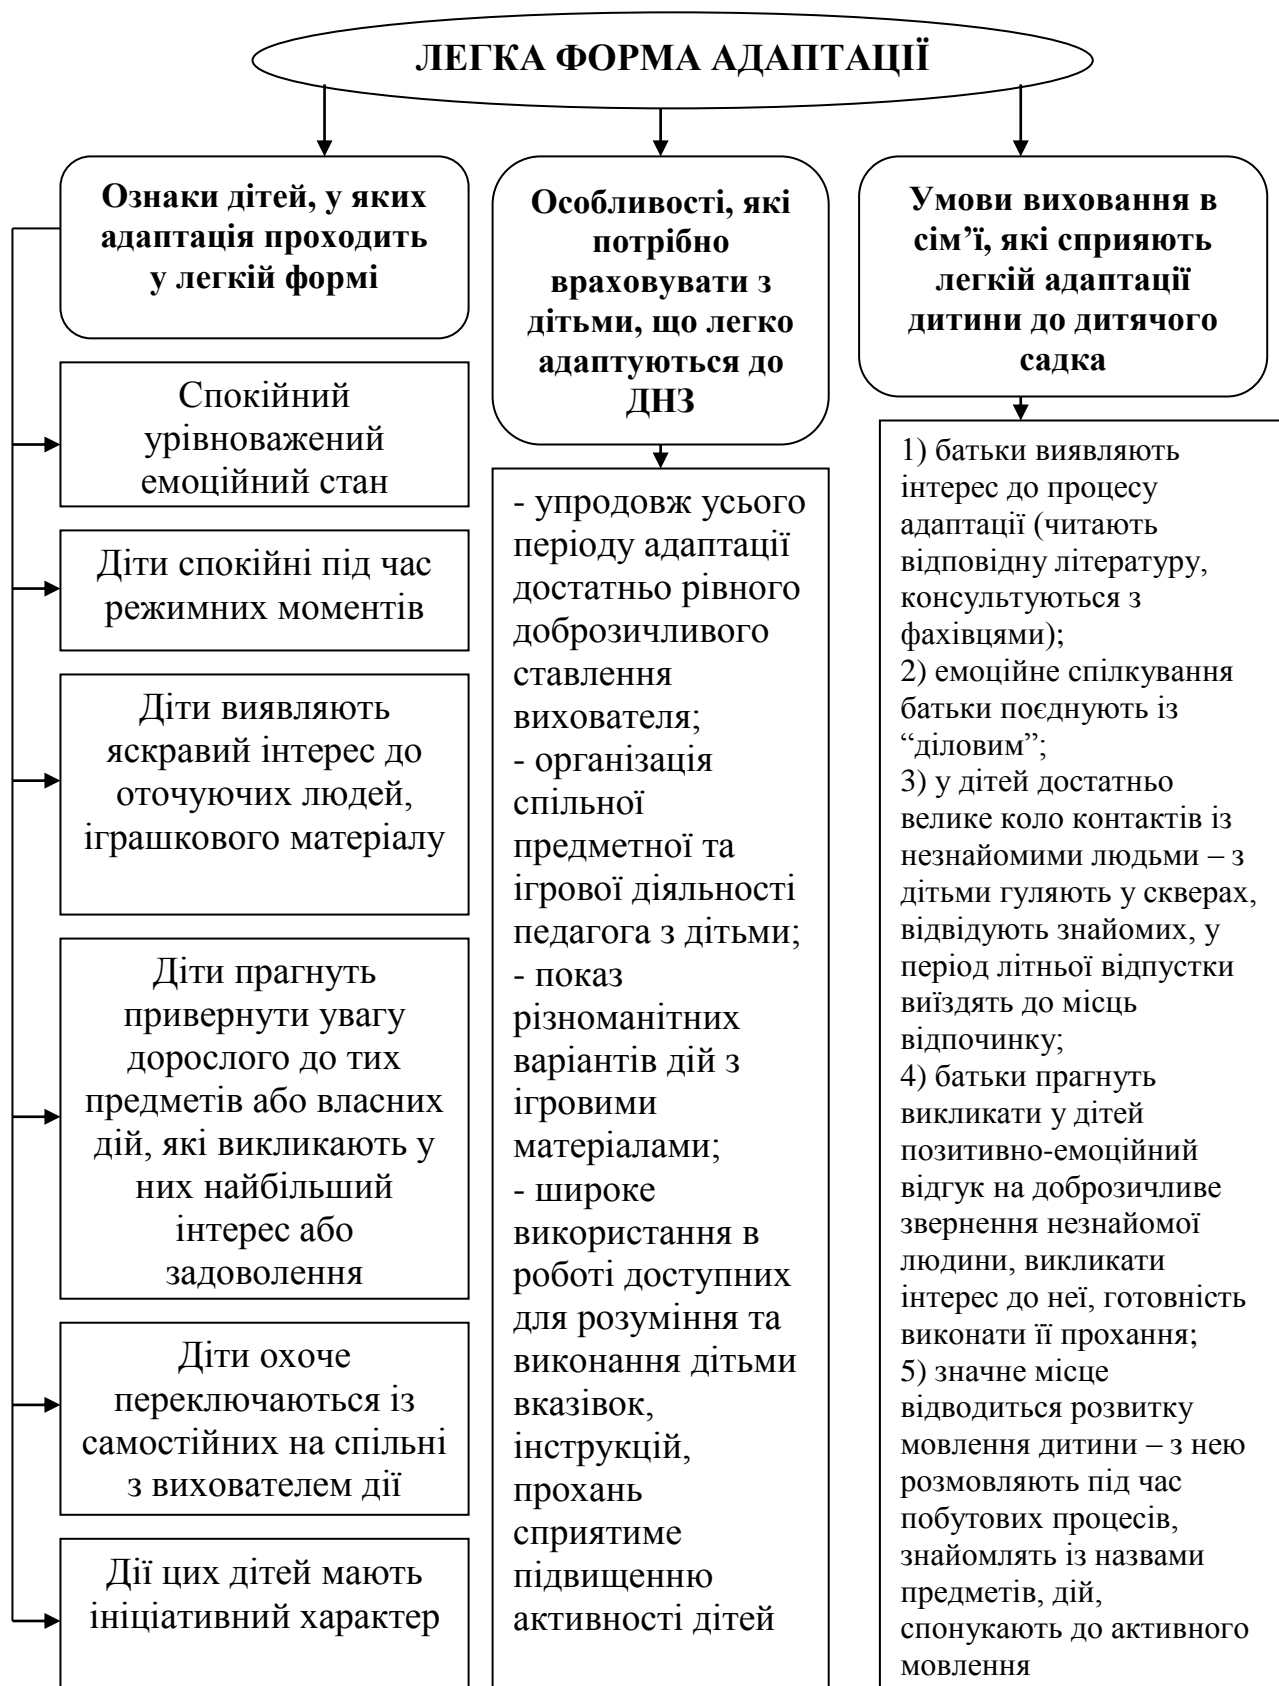 ЛЕГКА ФОРМА АДАПТАЦІЇ
Ознаки дітей, у яких
адаптація проходить
у легкій формі
Спокійний
урівноважений
емоційний стан
Діти спокійні під час
режимних моментів
Діти виявляють
яскравий інтерес до
оточуючих людей,
іграшкового матеріалу
Діти прагнуть
привернути увагу
дорослого до тих
предметів або власних
дій, які викликають у
них найбільший
інтерес або
задоволення
Діти охоче
переключаються із
самостійних на спільні
з вихователем дії
Дії цих дітей мають
ініціативний характер
Особливості, які
потрібно
враховувати з
дітьми, що легко
адаптуються до
ДНЗ
- упродовж усього
періоду адаптації
достатньо рівного
доброзичливого
ставлення
вихователя;
- організація
спільної
предметної та
ігрової діяльності
педагога з дітьми;
- показ
різноманітних
варіантів дій з
ігровими
матеріалами;
- широке
використання в
роботі доступних
для розуміння та
виконання дітьми
вказівок,
інструкцій,
прохань
сприятиме
підвищенню
активності дітей
Умови виховання в
сім’ї, які сприяють
легкій адаптації
дитини до дитячого
садка
1) батьки виявляють
інтерес до процесу
адаптації (читають
відповідну літературу,
консультуються з
фахівцями);
2) емоційне спілкування
батьки поєднують із
“діловим”;
3) у дітей достатньо
велике коло контактів із
незнайомими людьми – з
дітьми гуляють у скверах,
відвідують знайомих, у
період літньої відпустки
виїздять до місць
відпочинку;
4) батьки прагнуть
викликати у дітей
позитивно-емоційний
відгук на доброзичливе
звернення незнайомої
людини, викликати
інтерес до неї, готовність
виконати її прохання;
5) значне місце
відводиться розвитку
мовлення дитини – з нею
розмовляють під час
побутових процесів,
знайомлять із назвами
предметів, дій,
спонукають до активного
мовлення